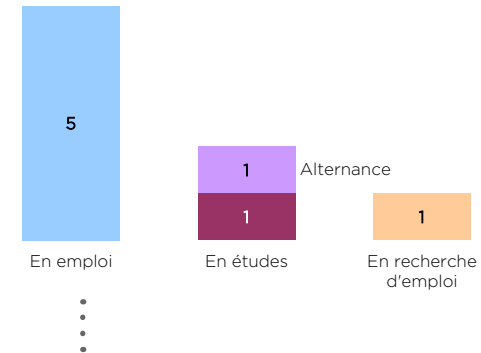 5
1 Alternance
1
1
En emploi
En études
En recherche
d'emploi